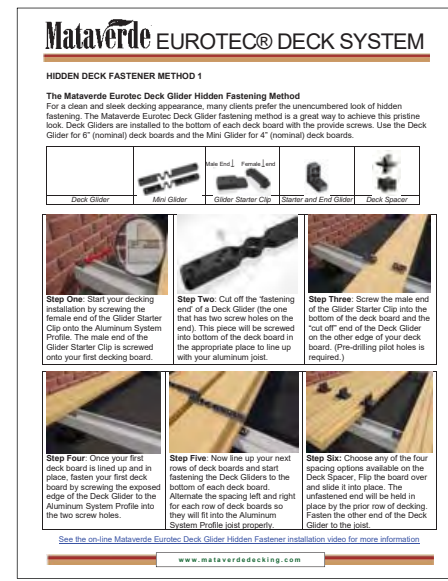 Mataverde EUROTEC® DECK SYSTEM
HIDDEN DECK FASTENER METHOD 1
The Mataverde Eurotec Deck Glider Hidden Fastening Method
For a clean and sleek decking appearance, many clients prefer the unencumbered look of hidden
fastening. The Mataverde Eurotec Deck Glider fastening method is a great way to achieve this pristine
look. Deck Gliders are installed to the bottom of each deck board with the provide screws. Use the Deck
Glider for 6" (nominal) deck boards and the Mini Glider for 4" (nominal) deck boards.
Male End Female end
Deck Glider Mini Glider Glider Starter Clip Starter and End Glider Deck Spacer
Step One: Start your decking
installation by screwing the
female end of the Glider Starter
Clip onto the Aluminum System
Profile. The male end of the
Glider Starter Clip is screwed
onto your first decking board.
Step Two: Cut off the 'fastening
end' of a Deck Glider (the one
that has two screw holes on the
end). This piece will be screwed
into bottom of the deck board in
the appropriate place to line up
with your aluminum joist.
Step Three: Screw the male end
of the Glider Starter Clip into the
bottom of the deck board and the
"cut off" end of the Deck Glider
on the other edge of your deck
board. (Pre-drilling pilot holes is
required.)
Step Four: Once your first
deck board is lined up and in
place, fasten your first deck
board by screwing the exposed
edge of the Deck Glider to the
Aluminum System Profile into
the two screw holes.
Step Five: Now line up your next
rows of deck boards and start
fastening the Deck Gliders to the
bottom of each deck board.
Alternate the spacing left and right
for each row of deck boards so
they will fit into the Aluminum
System Profile joist properly.
Step Six: Choose any of the four
spacing options available on the
Deck Spacer, Flip the board over
and slide it into place. The
unfastened end will be held in
place by the prior row of decking.
Fasten the other end of the Deck
Glider to the joist.
See the on-line Mataverde Eurotec Deck Glider Hidden Fastener installation video for more information
www.mataverdedecking.com